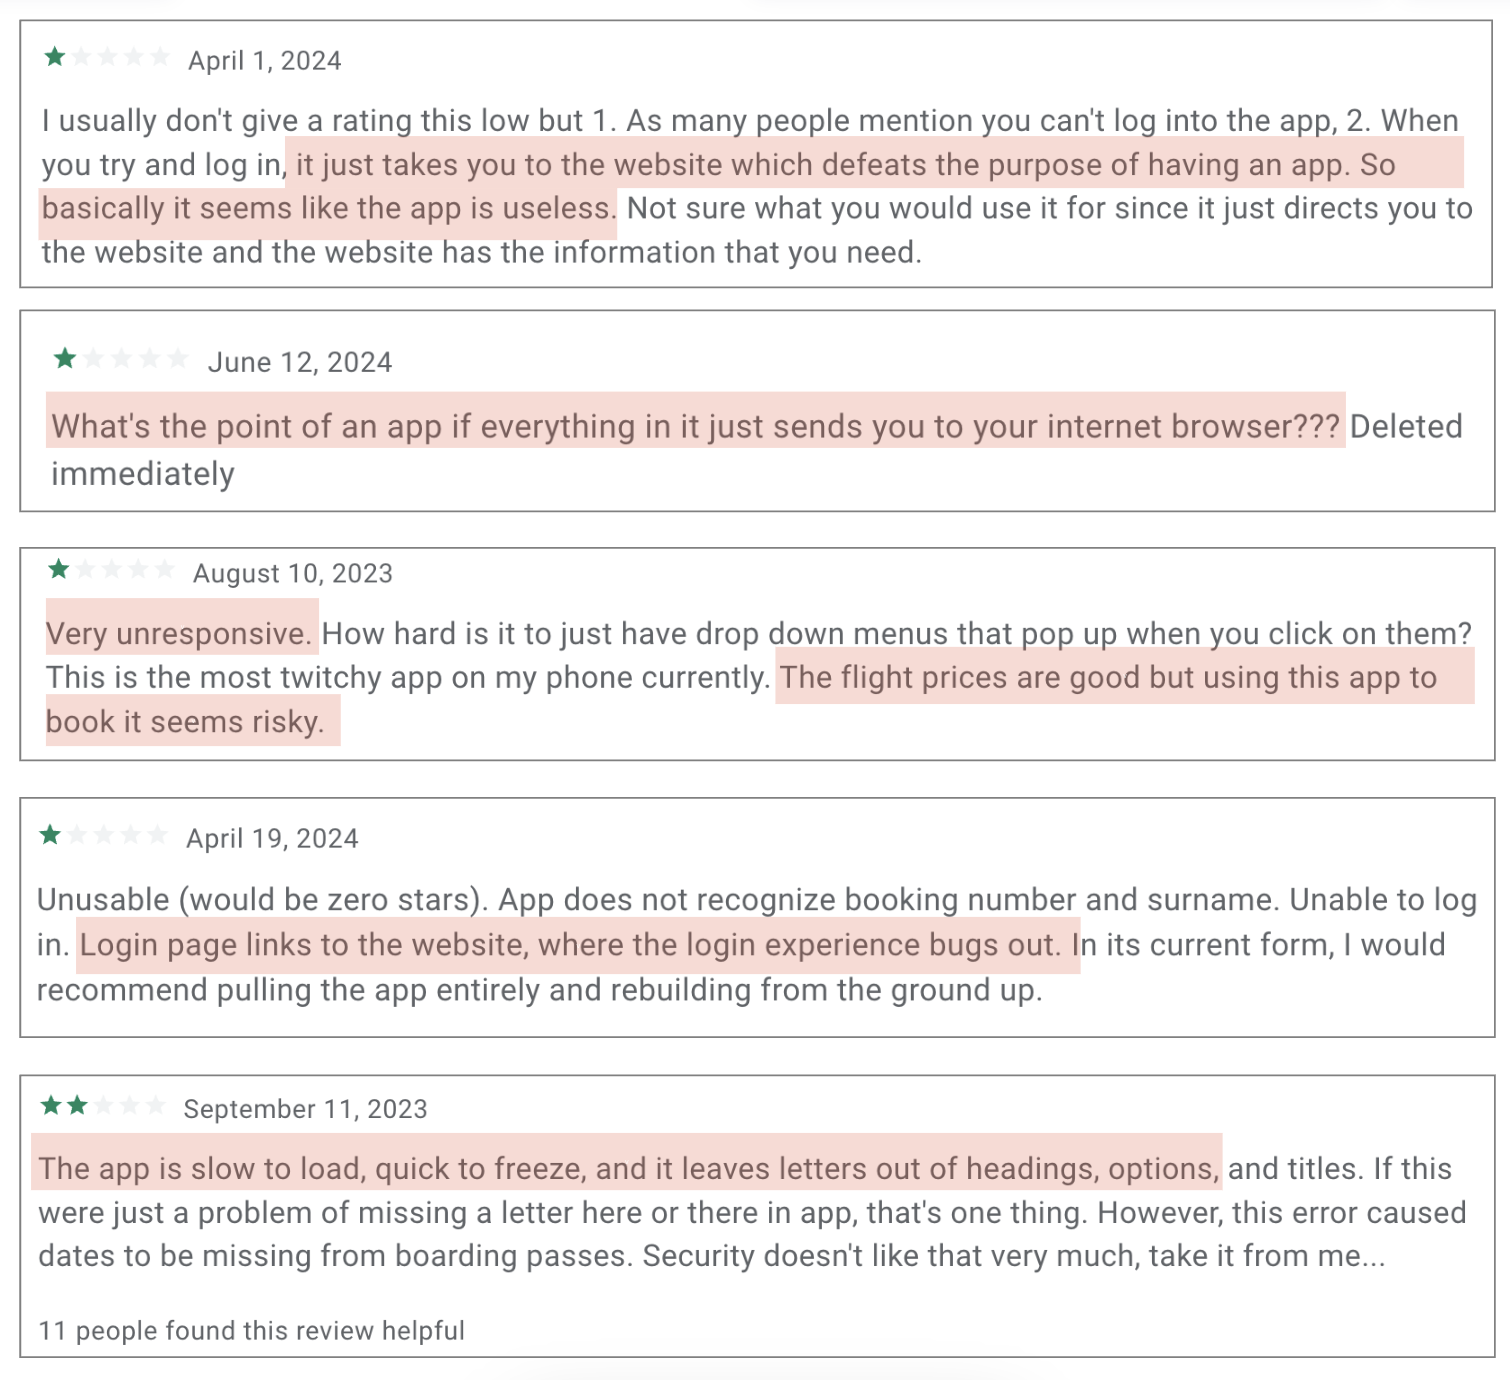 April 1, 2024
I usually don't give a rating this low but 1. As many people mention you can't log into the app, 2. When
you try and log in, it just takes you to the website which defeats the purpose of having an app. So
basically it seems like the app is useless. Not sure what you would use it for since it just directs you to
the website and the website has the information that you need.
June 12, 2024
What's the point of an app if everything in it just sends you to your internet browser??? Deleted
immediately
August 10, 2023
Very unresponsive. How hard is it to just have drop down menus that pop up when you click on them?
This is the most twitchy app on my phone currently. The flight prices are good but using this app to
book it seems risky.
April 19, 2024
Unusable (would be zero stars). App does not recognize booking number and surname. Unable to log
in. Login page links to the website, where the login experience bugs out. In its current form, I would
recommend pulling the app entirely and rebuilding from the ground up.
September 11, 2023
The app is slow to load, quick to freeze, and it leaves letters out of headings, options, and titles. If this
were just a problem of missing a letter here or there in app, that's one thing. However, this error caused
dates to be missing from boarding passes. Security doesn't like that very much, take it from me...
11 people found this review helpful